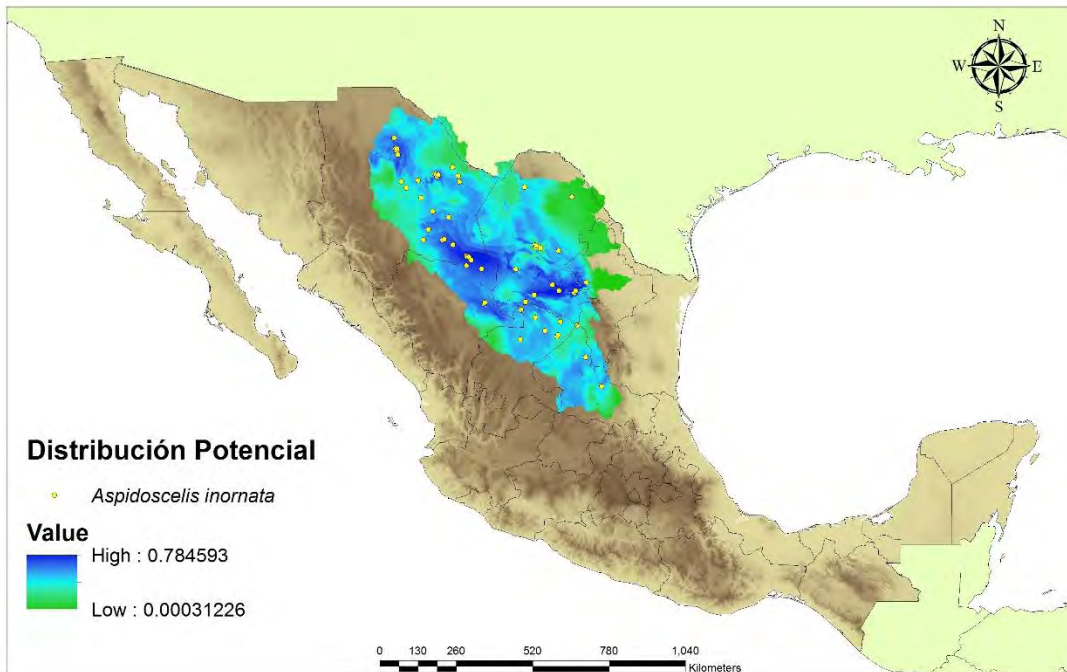 N
W E
S
Distribución Potencial
Aspidoscelis inornata
Value
High : 0.784593
Low : 0.00031226
0 130 260 520 780 1,040
Kilometers